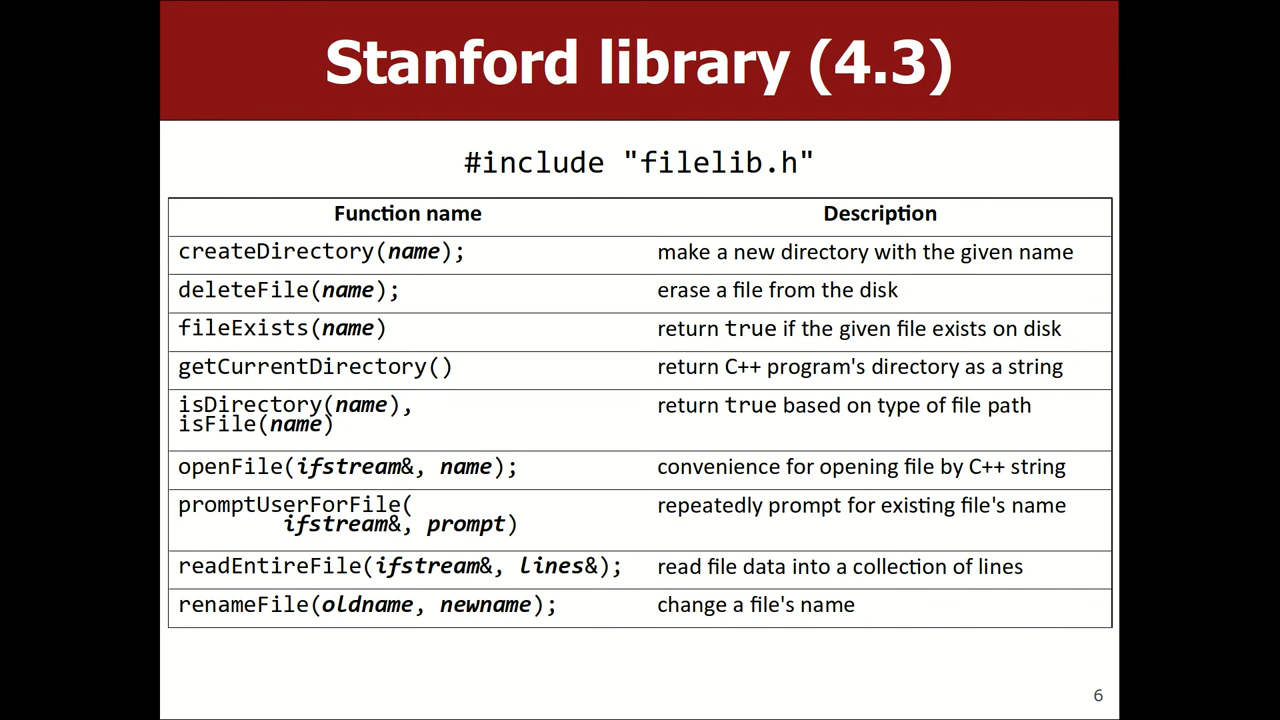 Stanford library (4.3)
#include "filelib.h"
Function name Description
createDirectory(name); make a new directory with the given name
deleteFile(name); erase a file from the disk
fileExists(name) return true if the given file exists on disk
getCurrentDirectory() return C++ program's directory as a string
isDirectory(name), return true based on type of file path
isFile(name)
openFile(ifstream&, name); convenience for opening file by C++ string
promptUserForFile( repeatedly prompt for existing file's name
ifstream&, prompt)
readEntireFile(ifstream&, lines&); read file data into a collection of lines
renameFile(oldname, newname); change a file's name
6